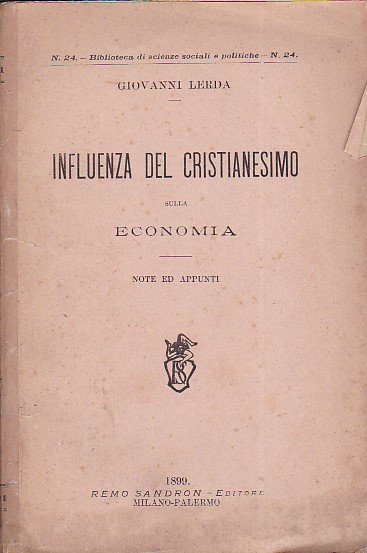 N. 24. — Biblioteca di scienze sociali e politiche — N. 24.
GIOVANNI LERDA
INFLUENZA DEL CRISTIANESIMO
SULLA
ECONOMIA
NOTE ED APPUNTI
1899.
REMO SANDRON - EDITORE
MILANO-PALERMO